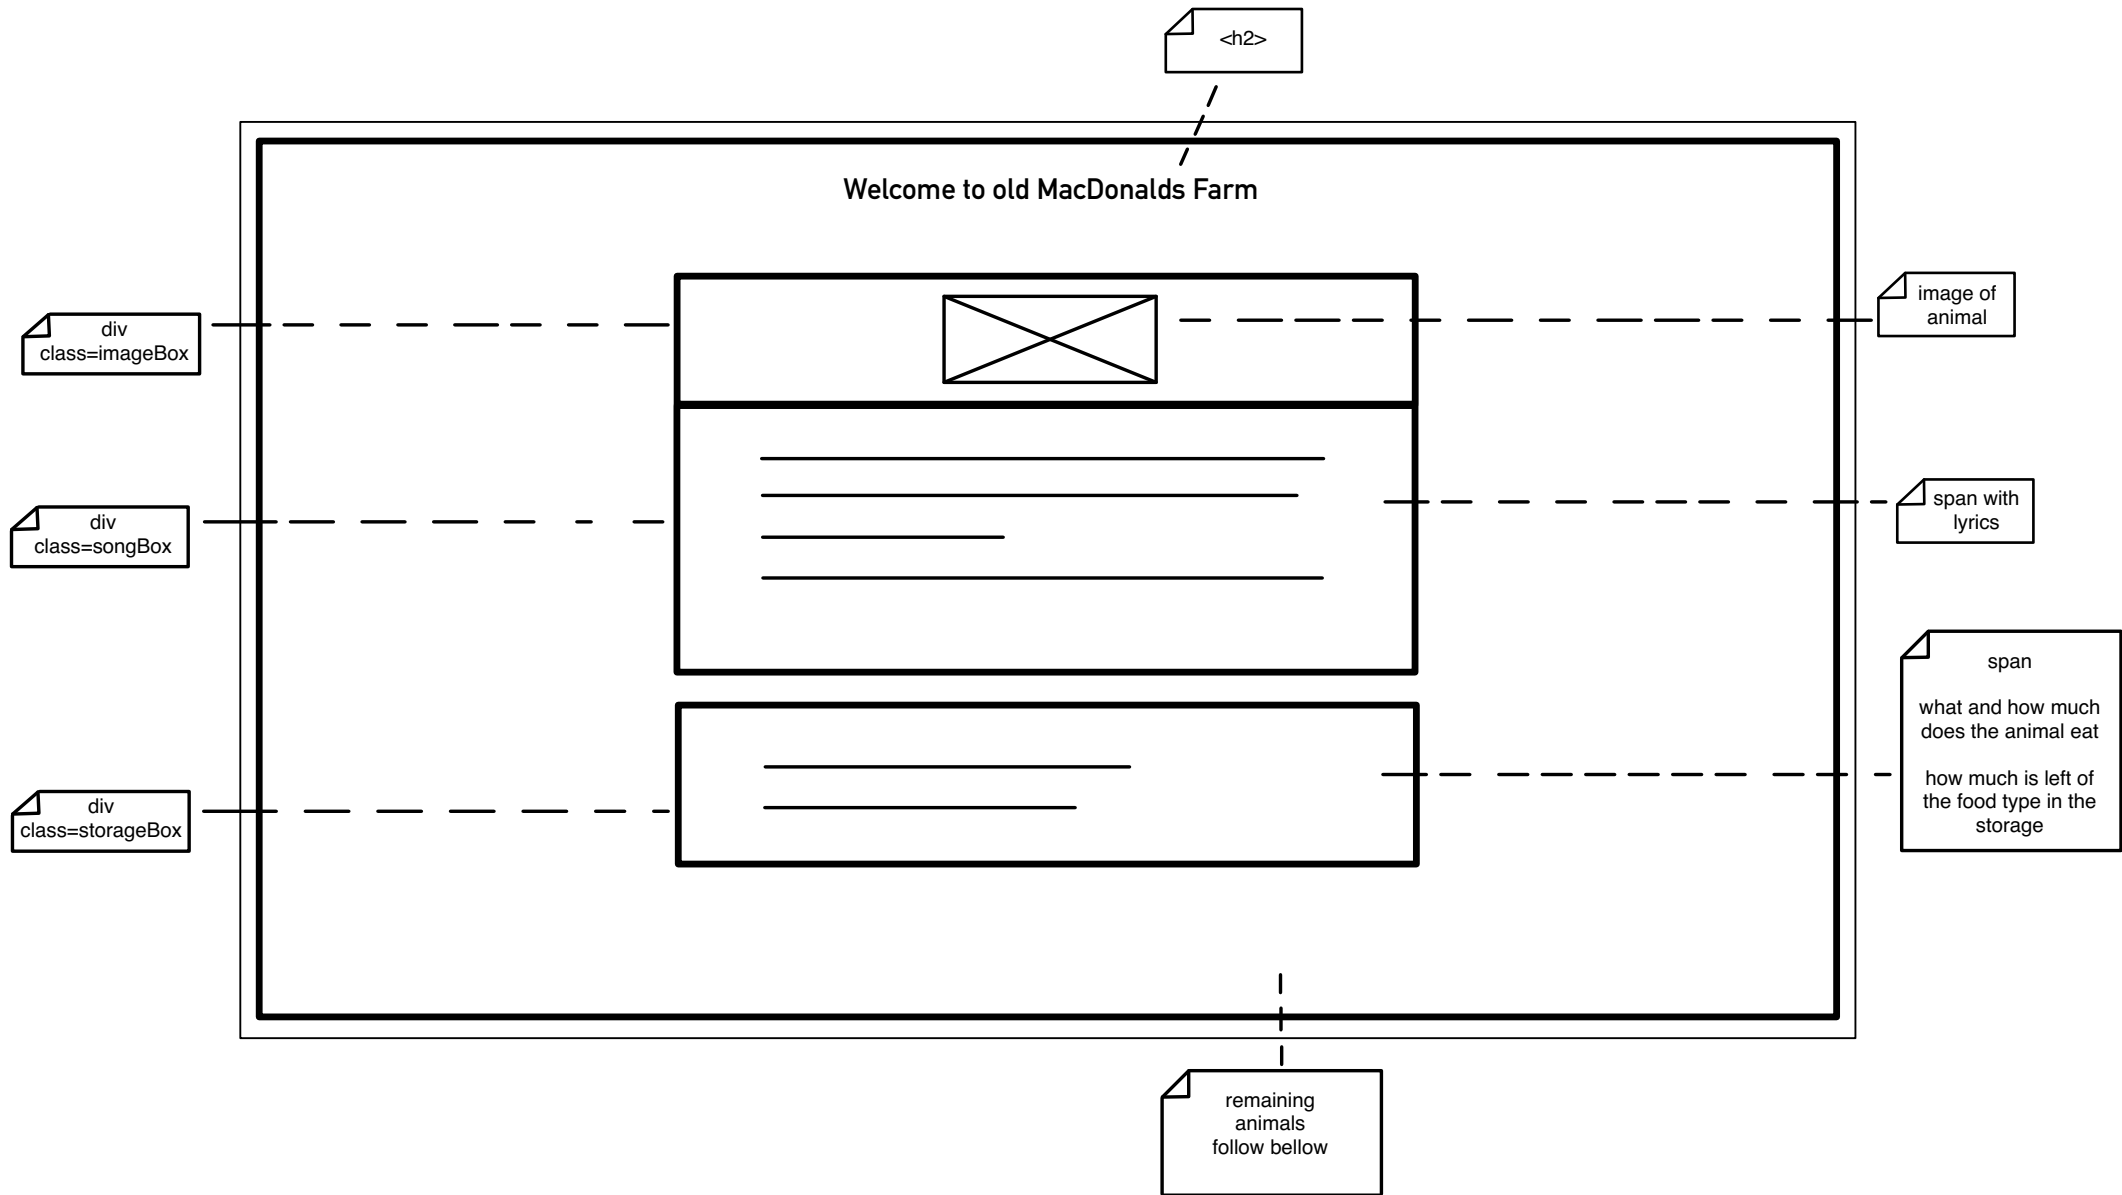 <h2>
Welcome to old MacDonalds Farm
image of
animal
div
class=imageBox
span with
lyrics
div
class=songBox
span
what and how much
does the animal eat
how much is left of
the food type in the
storage
div
class=storageBox
remaining
animals
follow bellow